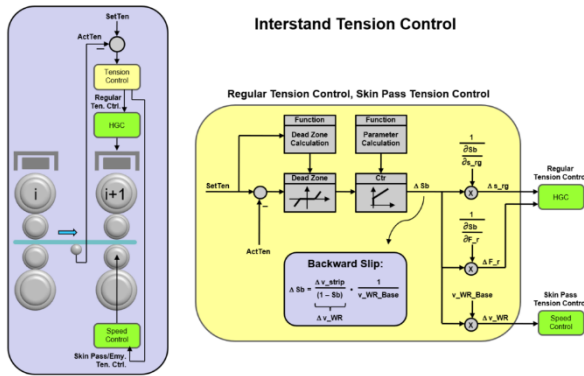 Interstand Tension Control
SetTen
ActTen
−
Tension
Control
Regular
Ten. Ctrl.
HGC
i
i+1
Speed
Control
Skin Pass/Emy.
Ten. Ctrl.
Regular Tension Control, Skin Pass Tension Control
Function
Dead Zone
Calculation
Function
Parameter
Calculation
SetTen
−
ActTen
Dead Zone
Ctr
Δ Sb
1
∂Sb
∂s_rg
X
Δ s_rg
Regular
Tension Control
HGC
1
∂Sb
∂F_r
X
Δ F_r
Backward Slip:
Δ Sb = Δ v_strip / (1 – Sb) • 1 / v_WR_Base
Δ v_WR
v_WR_Base
X
Δ v_WR
Skin Pass
Tension Control
Speed
Control